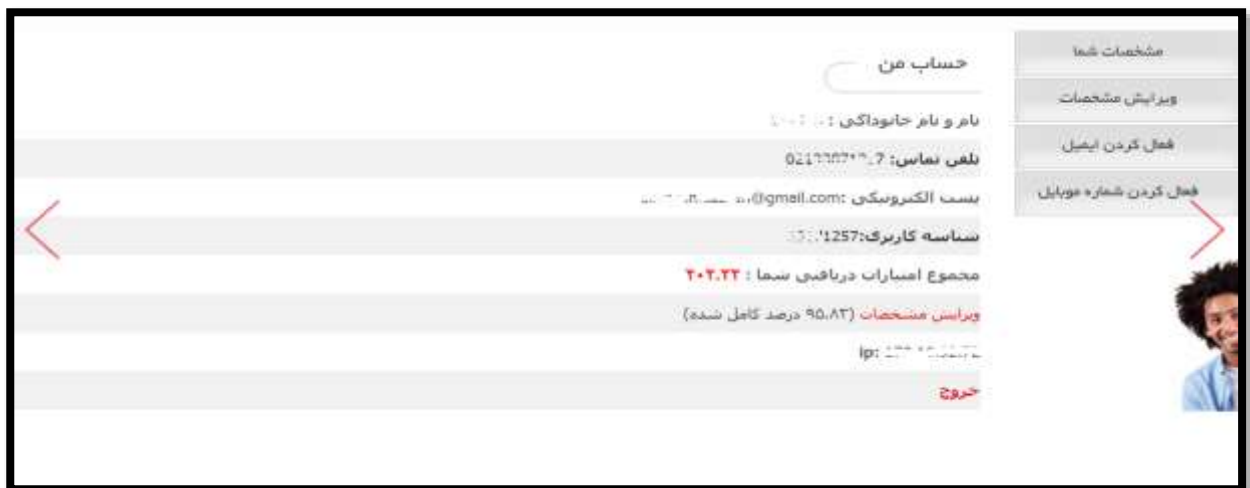 مشخصات شما
ویرایش مشخصات
فعال کردن ایمیل
فعال کردن شماره موبایل
حساب من
نام و نام خانوداگی :
تلفن تماس:
پست الکترونیکی :@gmail.com
شناسه کاربری:1257
مجموع امتیازات دریافتی شما : ۲۰۲.۲۲
ویرایش مشخصات (۹۵.۸۳ درصد کامل شده)
ip:
خروج